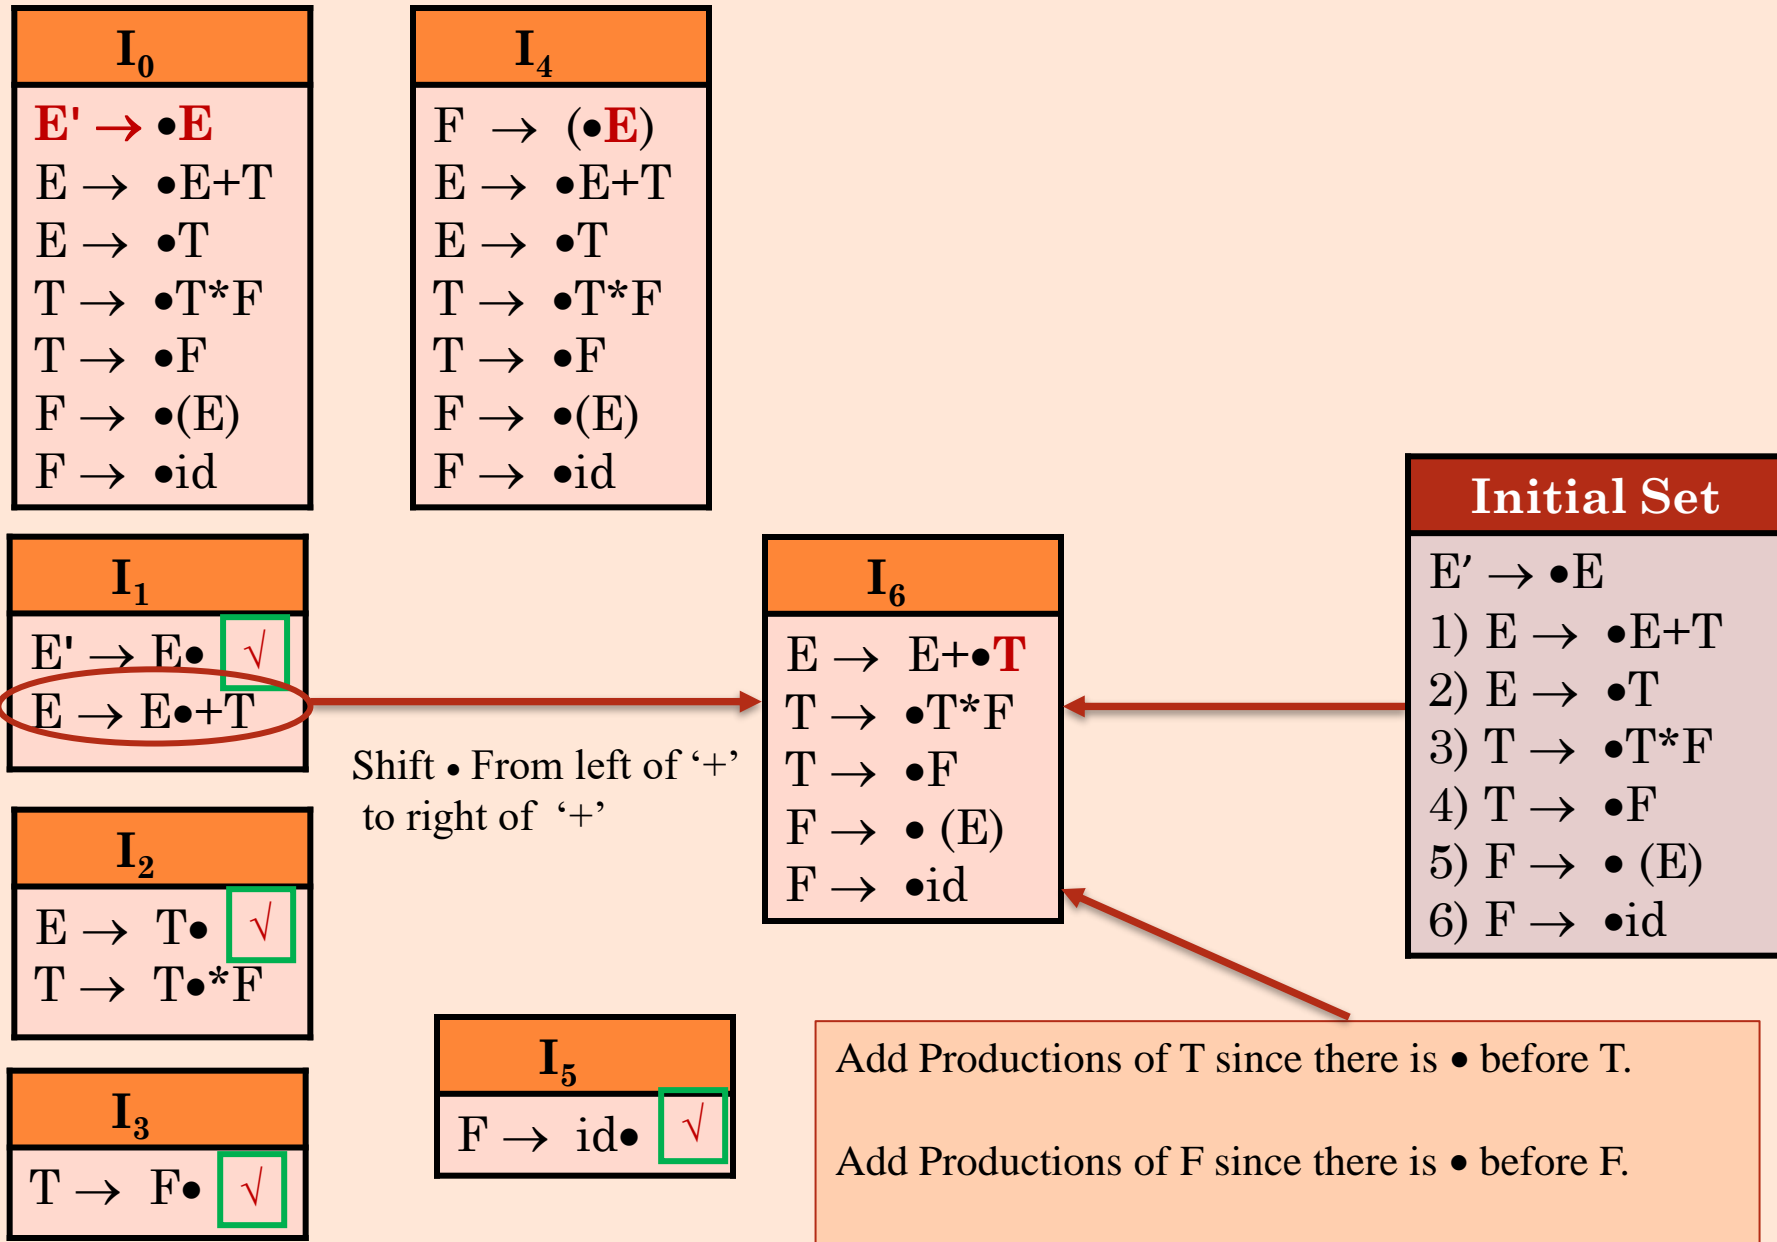 I₀
E' → •E
E → •E+T
E → •T
T → •T*F
T → •F
F → •(E)
F → •id
I₄
F → (•E)
E → •E+T
E → •T
T → •T*F
T → •F
F → •(E)
F → •id
I₁
E' → E• √
E → E•+T
Shift • From left of ‘+’
to right of ‘+’
I₂
E → T• √
T → T•*F
I₃
T → F• √
I₅
F → id• √
I₆
E → E+•T
T → •T*F
T → •F
F → • (E)
F → •id
Initial Set
E′ → •E
1) E → •E+T
2) E → •T
3) T → •T*F
4) T → •F
5) F → • (E)
6) F → •id
Add Productions of T since there is • before T.
Add Productions of F since there is • before F.